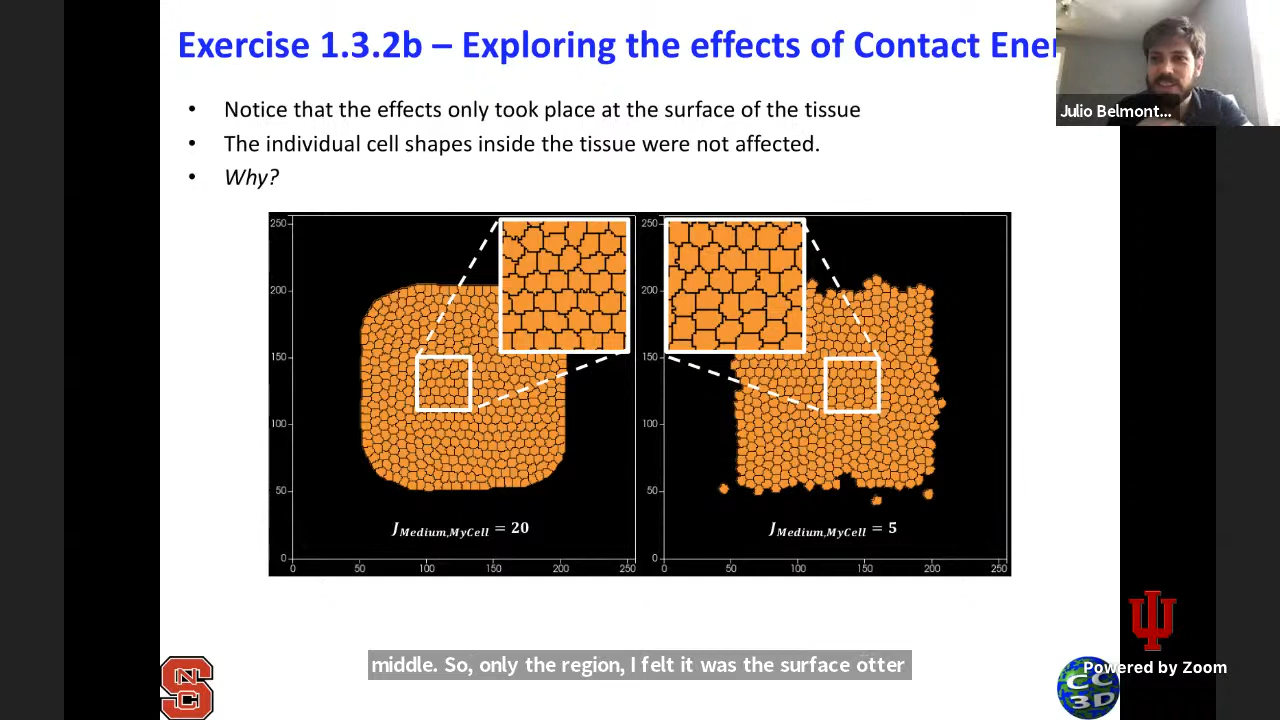 Exercise 1.3.2b – Exploring the effects of Contact Ener
Julio Belmont...
• Notice that the effects only took place at the surface of the tissue
• The individual cell shapes inside the tissue were not affected.
• Why?
250
200
150
100
50
0
0 50 100 150 200 250
J Medium,MyCell = 20
250
200
150
100
50
0
0 50 100 150 200 250
J Medium,MyCell = 5
middle. So, only the region, I felt it was the surface otter
Powered by Zoom
S
CC
3D